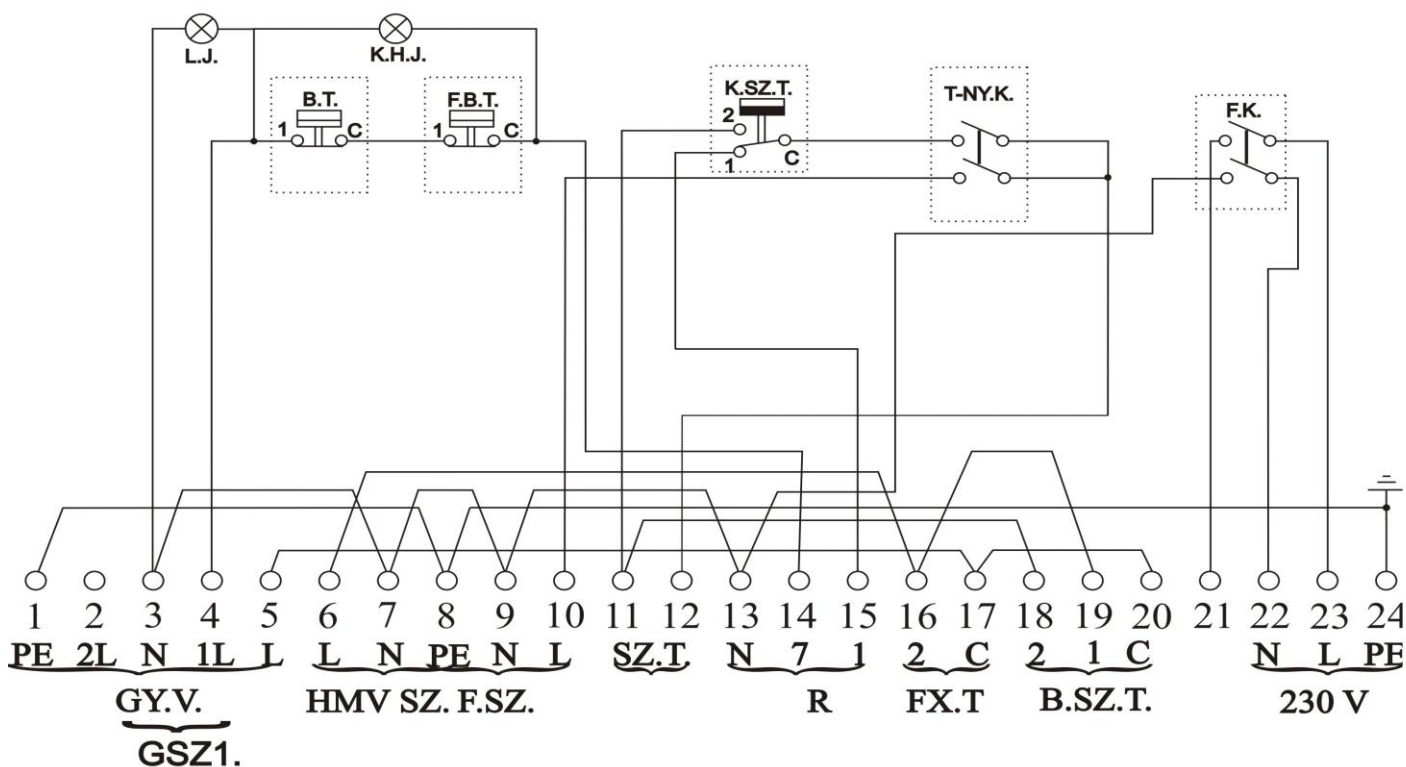 L.J. K.H.J.
B.T. F.B.T. K.SZ.T. T-NY.K. F.K.
2
1 C 1 C 1 C
1 2 3 4 5 6 7 8 9 10 11 12 13 14 15 16 17 18 19 20 21 22 23 24
PE 2L N 1L L L N PE N L SZ.T. N 7 1 2 C 2 1 C N L PE
GY.V. HMV SZ. F.SZ. R FX.T B.SZ.T. 230 V
GSZ1.